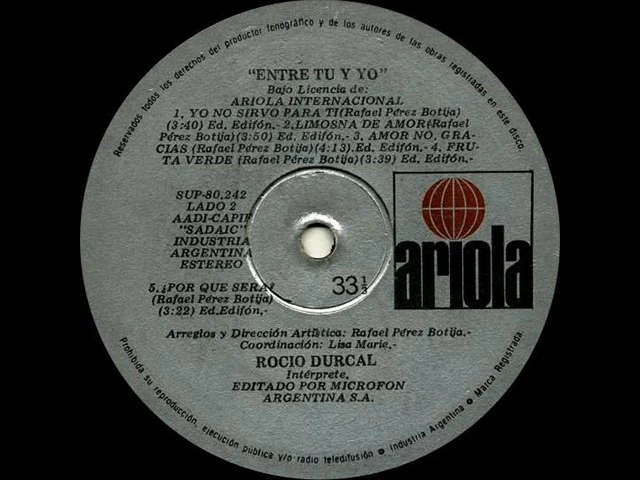 Reservados todos los derechos del productor fonográfico y de los autores de las obras registradas en este disco.
"ENTRE TU Y YO"
Bajo Licencia de:
ARIOLA INTERNACIONAL
1. YO NO SIRVO PARA TI(Rafael Pérez Botija)
(3:40) Ed. Edifón.- 2.LIMOSNA DE AMOR(Rafael
Pérez Botija)(3:50) Ed. Edifón.- 3. AMOR NO, GRA-
CIAS (Rafael Pérez Botija)(4:13).Ed. Edifón.- 4. FRU-
TA VERDE (Rafael Pérez Botija)(3:39) Ed. Edifón.-
SUP-80.242
LADO 2
AADI-CAPIF
"SADAIC"
INDUSTRIA
ARGENTINA
ESTEREO
ariola
33 1/3
5.¿POR QUE SERA?
(Rafael Pérez Botija)
(3:22) Ed.Edifón.-
Arreglos y Dirección Artística: Rafael Pérez Botija.-
Coordinación: Lisa Marie.-
ROCIO DURCAL
Intérprete.
EDITADO POR MICROFON
ARGENTINA S.A.
Prohibida su reproducción, ejecución pública y/o radio teledifusión • Industria Argentina • Marca Registrada.